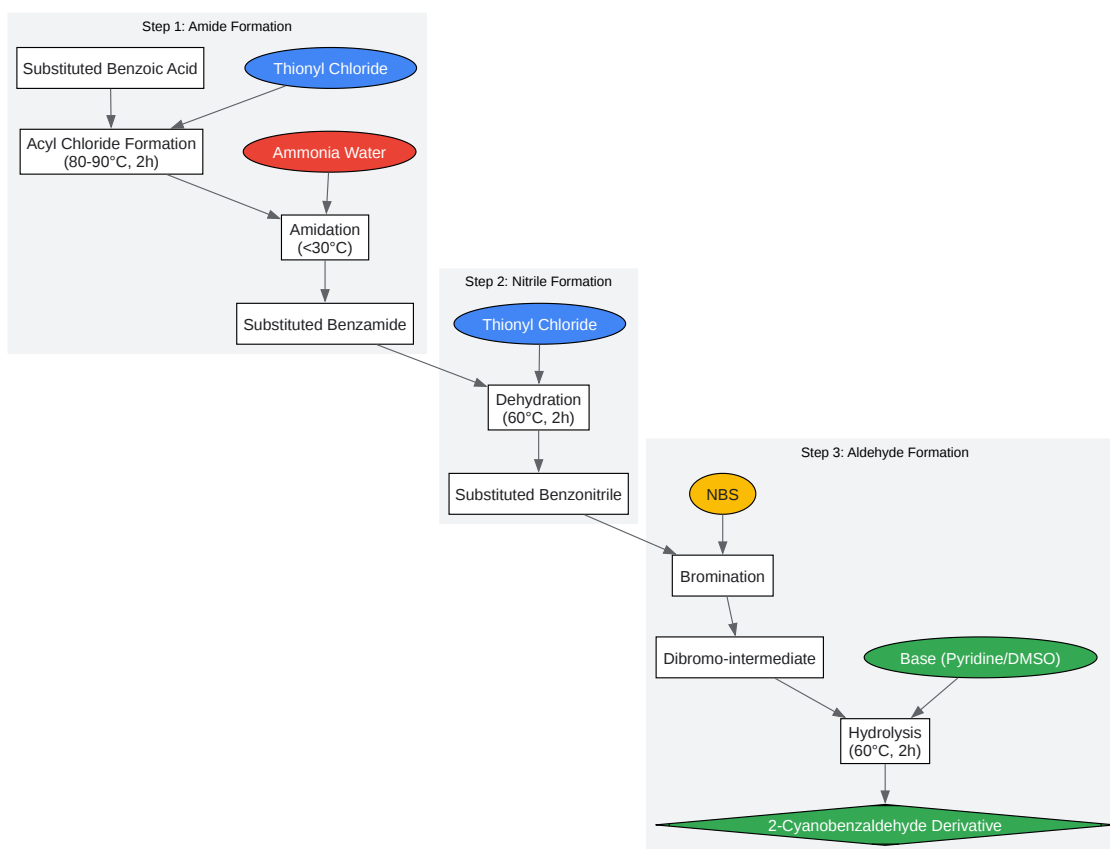 Step 1: Amide Formation
Substituted Benzoic Acid
Thionyl Chloride
Acyl Chloride Formation
(80-90°C, 2h)
Ammonia Water
Amidation
(<30°C)
Substituted Benzamide
Step 2: Nitrile Formation
Thionyl Chloride
Dehydration
(60°C, 2h)
Substituted Benzonitrile
Step 3: Aldehyde Formation
NBS
Bromination
Dibromo-intermediate
Base (Pyridine/DMSO)
Hydrolysis
(60°C, 2h)
2-Cyanobenzaldehyde Derivative